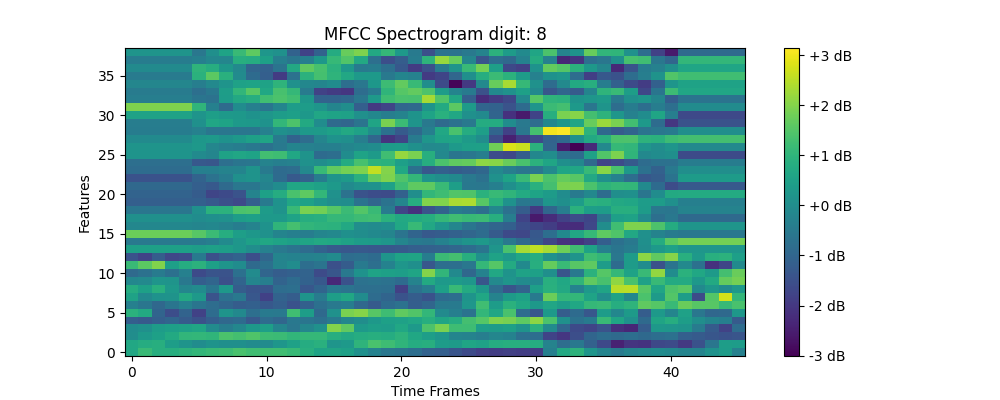 MFCC Spectrogram digit: 8
Features
35
30
25
20
15
10
5
0
0 10 20 30 40
Time Frames
+3 dB
+2 dB
+1 dB
+0 dB
-1 dB
-2 dB
-3 dB